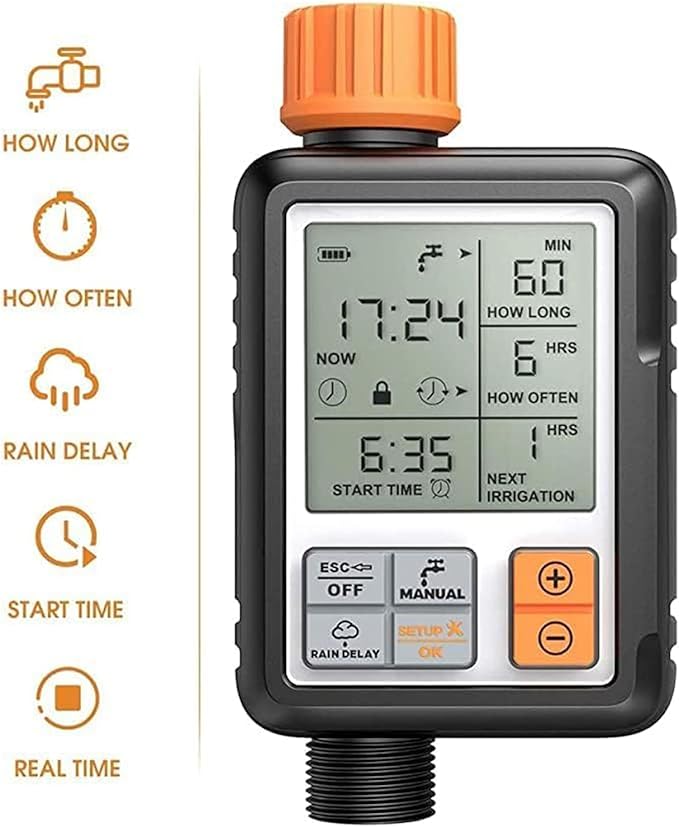 HOW LONG
HOW OFTEN
RAIN DELAY
START TIME
REAL TIME
MIN
60
HOW LONG
17:24
NOW
6 HRS
HOW OFTEN
6:35
START TIME
1 HRS
NEXT
IRRIGATION
ESC
OFF
MANUAL
RAIN DELAY
SETUP
OK
+
−